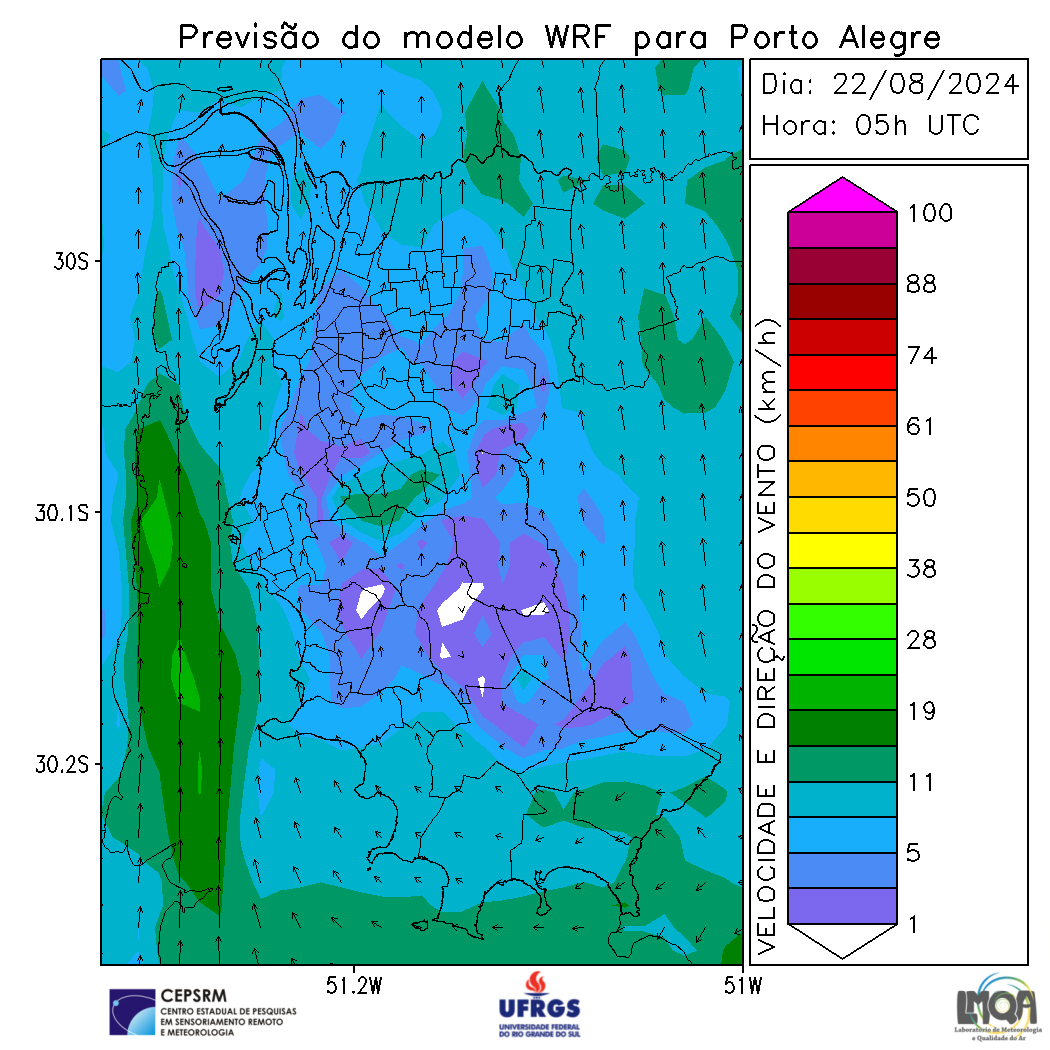 Previsão do modelo WRF para Porto Alegre
Dia: 22/08/2024
Hora: 05h UTC
30S
30.1S
30.2S
51.2W
51W
VELOCIDADE E DIREÇÃO DO VENTO (km/h)
100
88
74
61
50
38
28
19
11
5
1
CEPSRM
CENTRO ESTADUAL DE PESQUISAS
EM SENSORIAMENTO REMOTO
E METEOROLOGIA
UFRGS
UNIVERSIDADE FEDERAL
DO RIO GRANDE DO SUL
LMQA
Laboratório de Meteorologia
e Qualidade do Ar